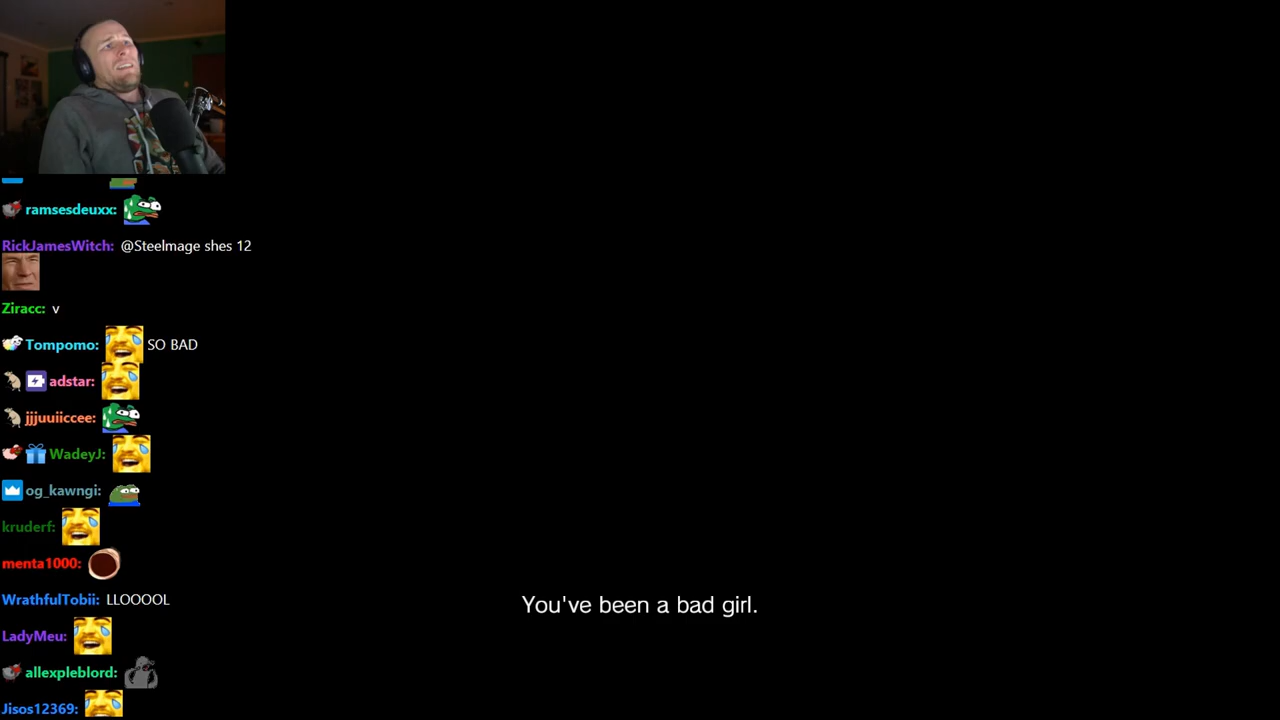 ramsesdeuxx:
RickJamesWitch: @Steelmage shes 12
Ziracc: v
Tompomo: SO BAD
adstar:
jjjuuiiccee:
WadeyJ:
og_kawngi:
kruderf:
menta1000:
WrathfulTobii: LLOOOOL
LadyMeu:
allexpleblord:
Jisos12369:
You've been a bad girl.